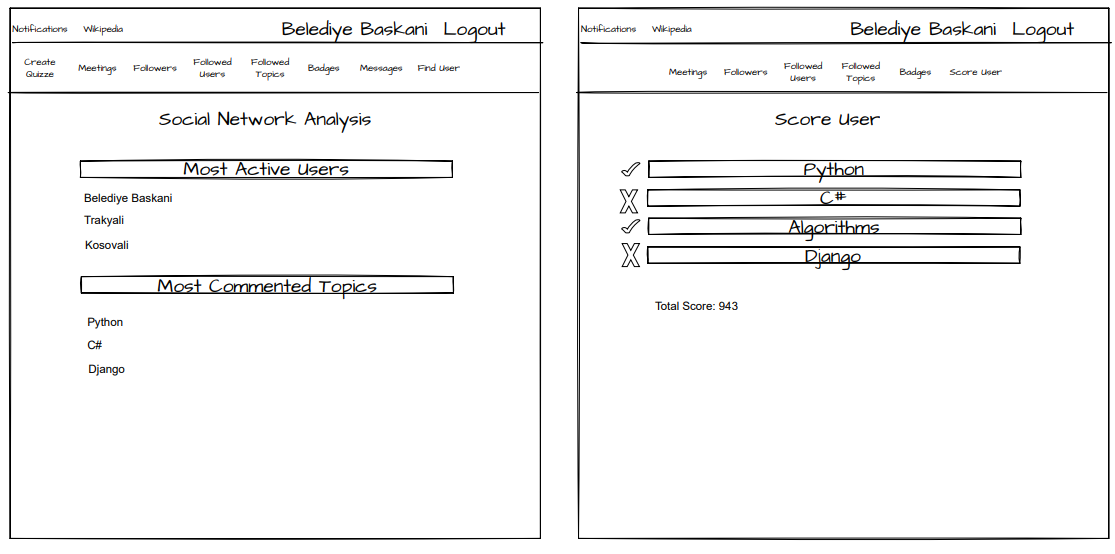 Notifications Wikipedia Belediye Baskani Logout
Create Quizze Meetings Followers Followed Users Followed Topics Badges Messages Find User
Social Network Analysis
Most Active Users
Belediye Baskani
Trakyali
Kosovali
Most Commented Topics
Python
C#
Django
Notifications Wikipedia Belediye Baskani Logout
Meetings Followers Followed Users Followed Topics Badges Score User
Score User
Python
C#
Algorithms
Django
Total Score: 943